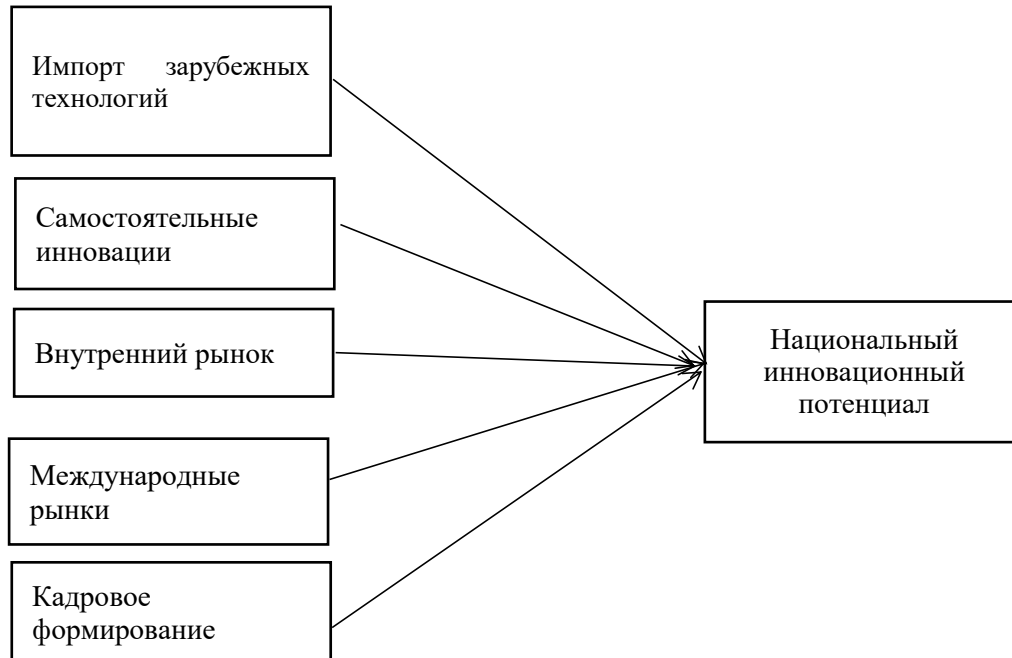 Импорт зарубежных
технологий
Самостоятельные
инновации
Внутренний рынок
Международные
рынки
Кадровое
формирование
Национальный
инновационный
потенциал